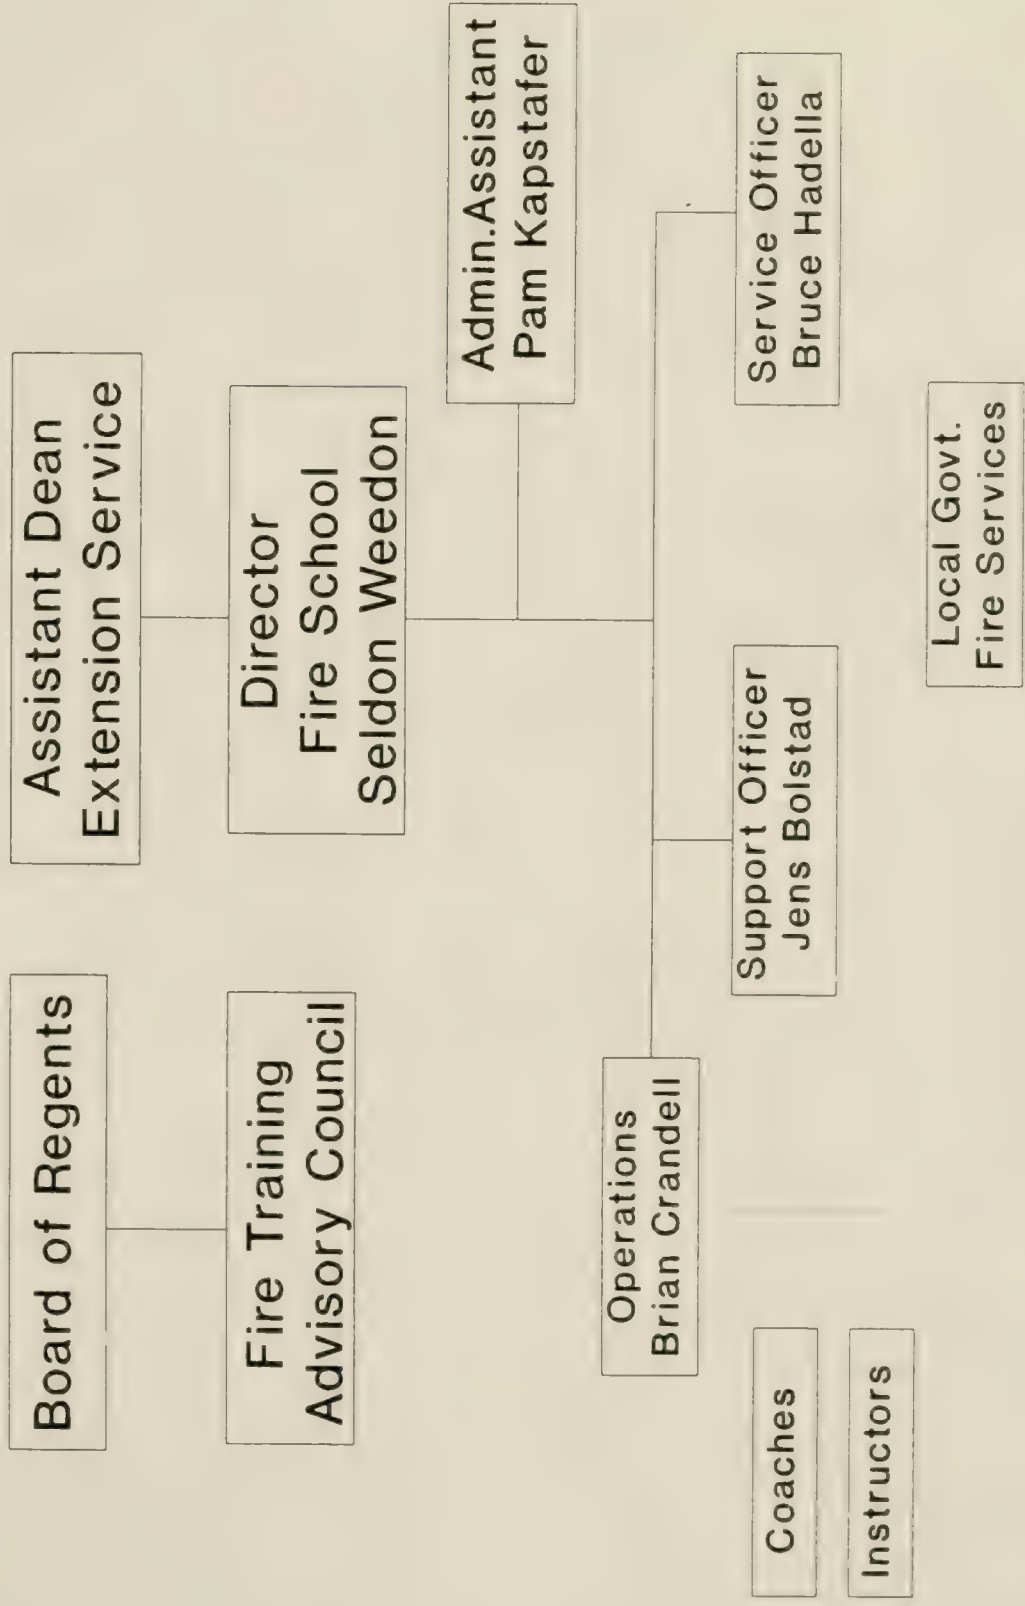 Board of Regents
Assistant Dean
Extension Service
Fire Training
Advisory Council
Director
Fire School
Seldon Weedon
Admin.Assistant
Pam Kapstafer
Operations
Brian Crandell
Support Officer
Jens Bolstad
Service Officer
Bruce Hadella
Coaches
Instructors
Local Govt.
Fire Services